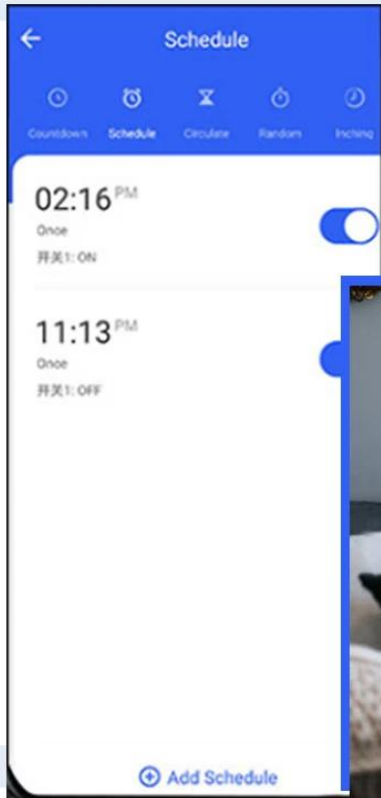 Schedule
Countdown Schedule Circulate Random Inching
02:16 PM
Once
开关1: ON
11:13 PM
Once
开关1: OFF
Add Schedule